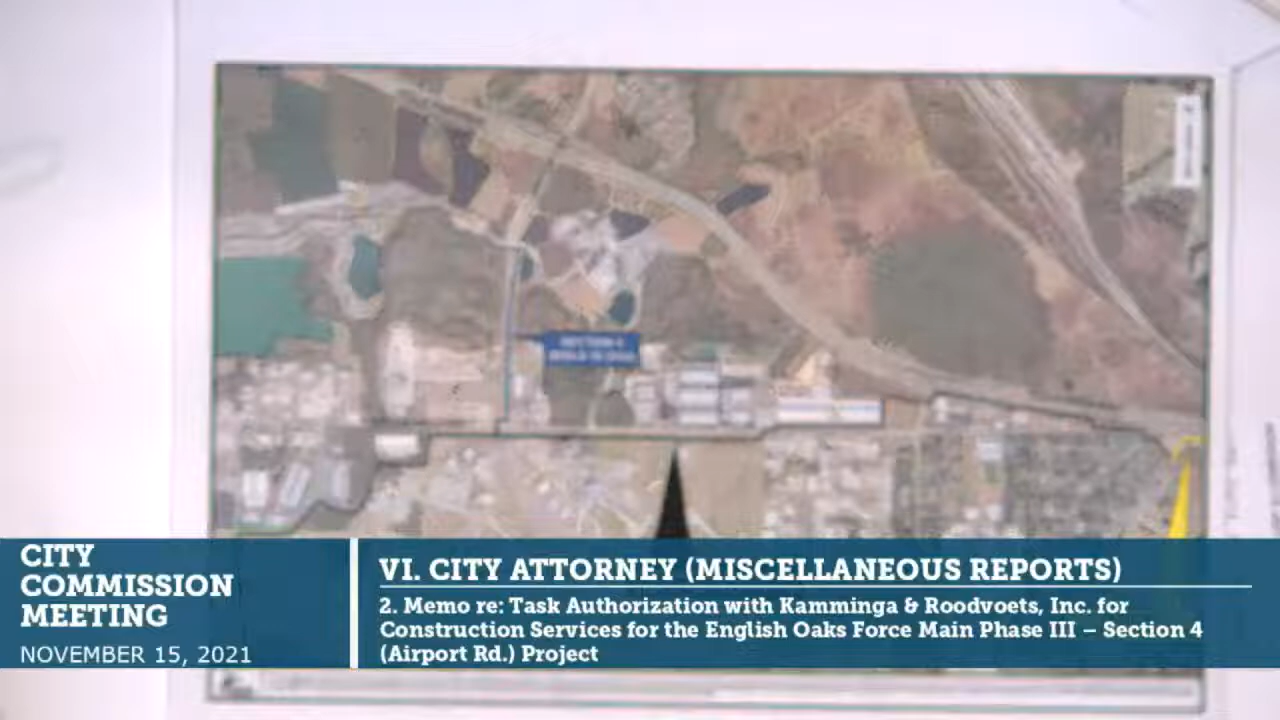 CITY
COMMISSION
MEETING
NOVEMBER 15, 2021
VI. CITY ATTORNEY (MISCELLANEOUS REPORTS)
2. Memo re: Task Authorization with Kamminga & Roodvoets, Inc. for
Construction Services for the English Oaks Force Main Phase III – Section 4
(Airport Rd.) Project